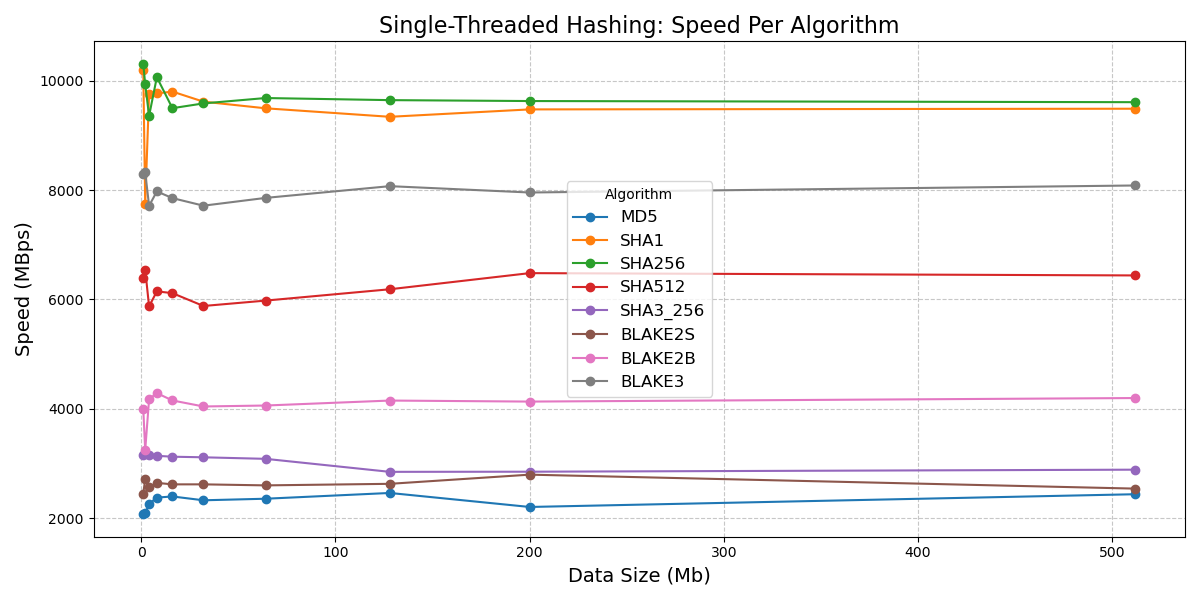 Single-Threaded Hashing: Speed Per Algorithm
Speed (MBps)
10000
8000
6000
4000
2000
Algorithm
MD5
SHA1
SHA256
SHA512
SHA3_256
BLAKE2S
BLAKE2B
BLAKE3
0
100
200
300
400
500
Data Size (Mb)